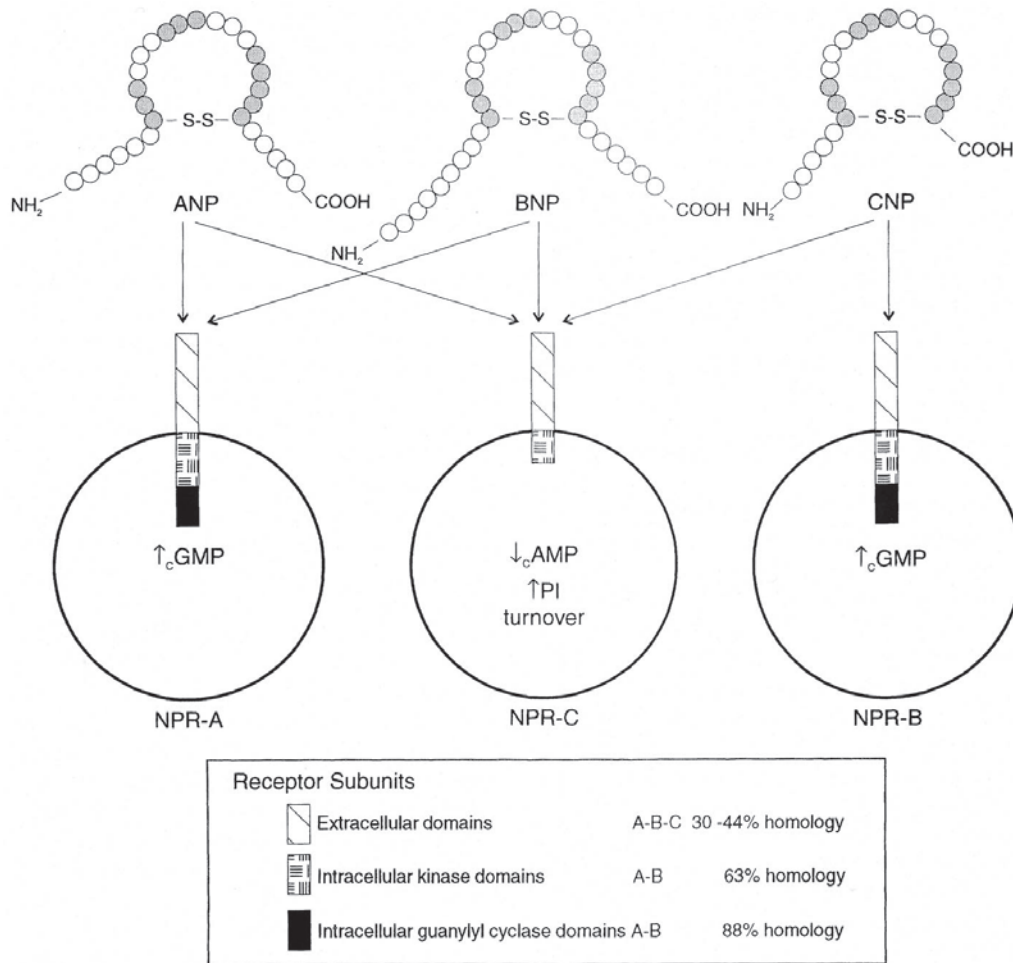 S-S
S-S
S-S
NH₂
COOH
NH₂
COOH
NH₂
COOH
ANP
BNP
CNP
↑cGMP
↓cAMP
↑PI
turnover
↑cGMP
NPR-A
NPR-C
NPR-B
Receptor Subunits
Extracellular domains A-B-C 30 -44% homology
Intracellular kinase domains A-B 63% homology
Intracellular guanylyl cyclase domains A-B 88% homology